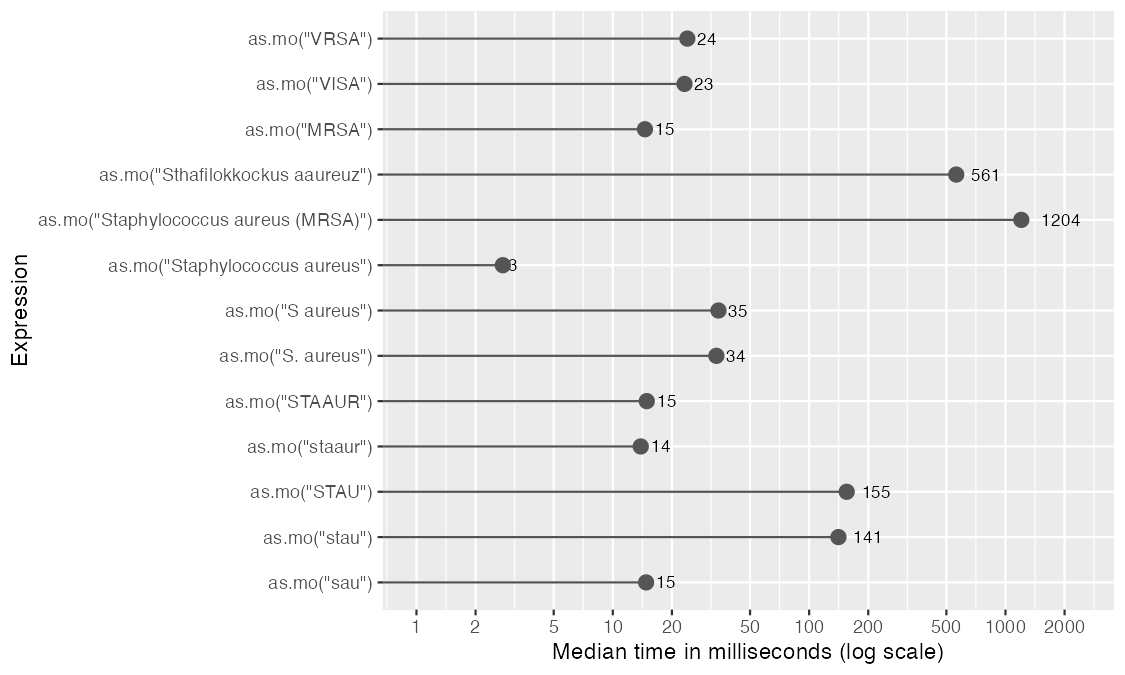 as.mo("VRSA") 24
as.mo("VISA") 23
as.mo("MRSA") 15
as.mo("Sthafilokkockus aaureuz") 561
as.mo("Staphylococcus aureus (MRSA)") 1204
as.mo("Staphylococcus aureus") 3
as.mo("S aureus") 35
as.mo("S. aureus") 34
as.mo("STAAUR") 15
as.mo("staaur") 14
as.mo("STAU") 155
as.mo("stau") 141
as.mo("sau") 15
Expression
1 2 5 10 20 50 100 200 500 1000 2000
Median time in milliseconds (log scale)